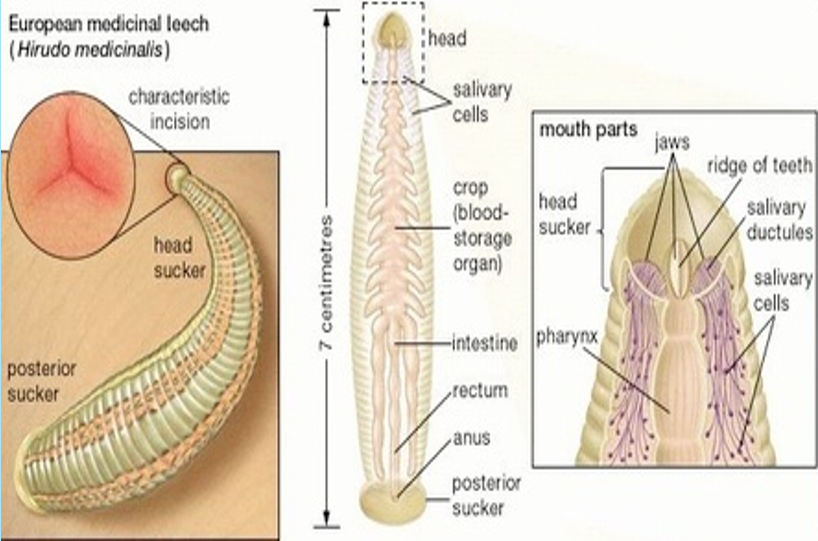 European medicinal leech
(Hirudo medicinalis)
characteristic
incision
head
sucker
posterior
sucker
7 centimetres
head
salivary
cells
crop
(blood-
storage
organ)
intestine
rectum
anus
posterior
sucker
mouth parts
jaws
ridge of teeth
head
sucker
salivary
ductules
salivary
cells
pharynx